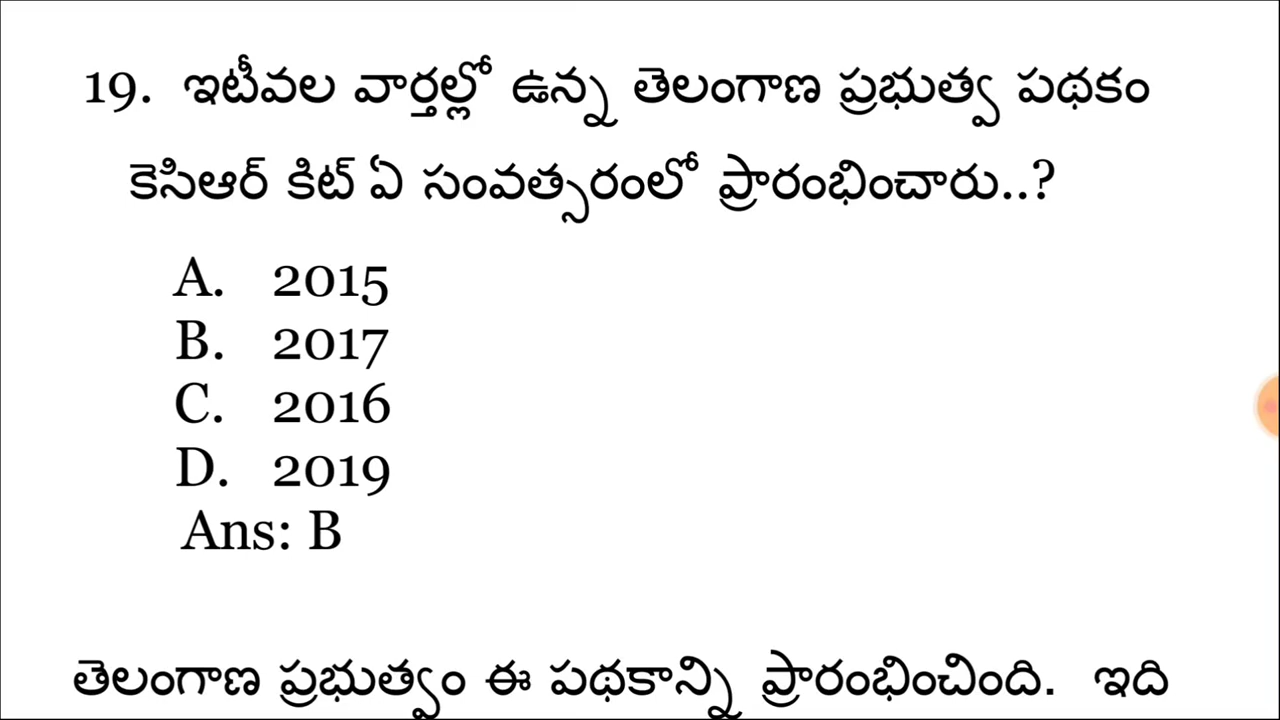 19. ఇటీవల వార్తల్లో ఉన్న తెలంగాణ ప్రభుత్వ పథకం
కెసిఆర్ కిట్ ఏ సంవత్సరంలో ప్రారంభించారు..?
A. 2015
B. 2017
C. 2016
D. 2019
Ans: B
తెలంగాణ ప్రభుత్వం ఈ పథకాన్ని ప్రారంభించింది. ఇది